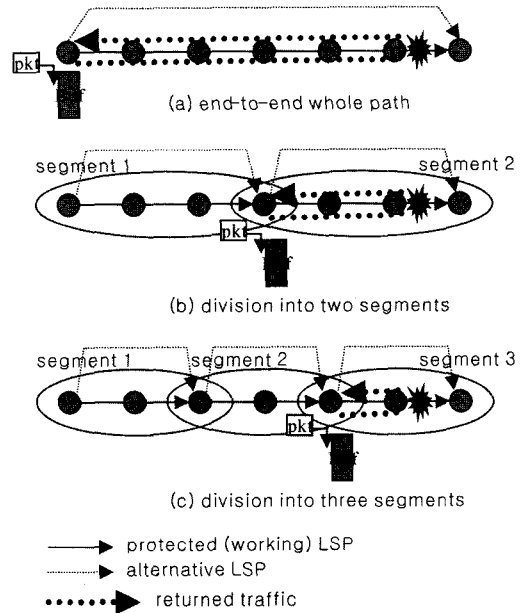 pkt
(a) end-to-end whole path
segment 1
segment 2
pkt
(b) division into two segments
segment 1
segment 2
segment 3
pkt
(c) division into three segments
protected (working) LSP
alternative LSP
returned traffic